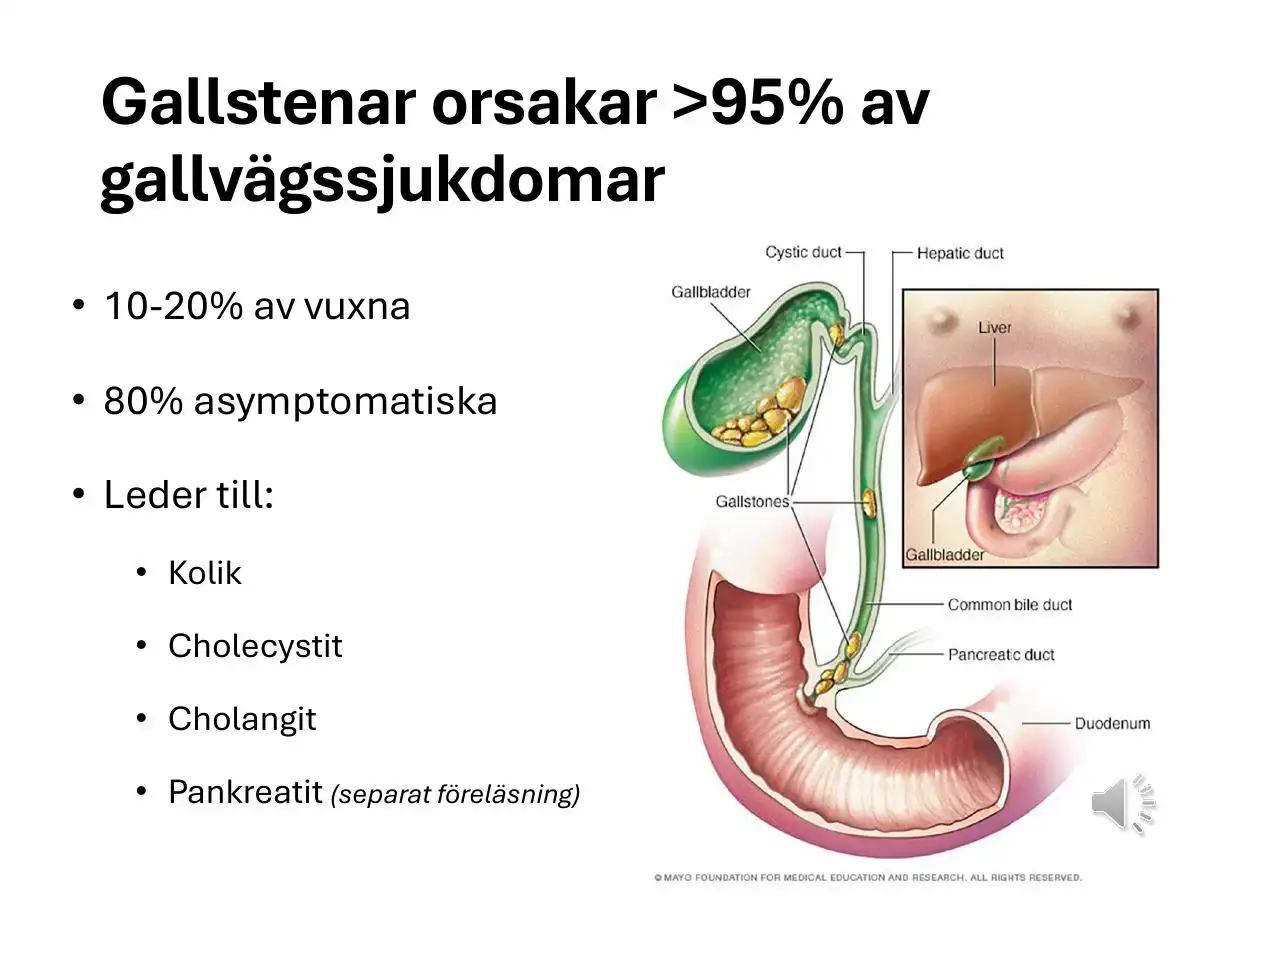 Gallstenar orsakar >95% av
gallvägssjukdomar
• 10-20% av vuxna
• 80% asymptomatiska
• Leder till:
• Kolik
• Cholecystit
• Cholangit
• Pankreatit (separat föreläsning)
Cystic duct
Hepatic duct
Gallbladder
Liver
Gallstones
Gallbladder
Common bile duct
Pancreatic duct
Duodenum
© MAYO FOUNDATION FOR MEDICAL EDUCATION AND RESEARCH. ALL RIGHTS RESERVED.